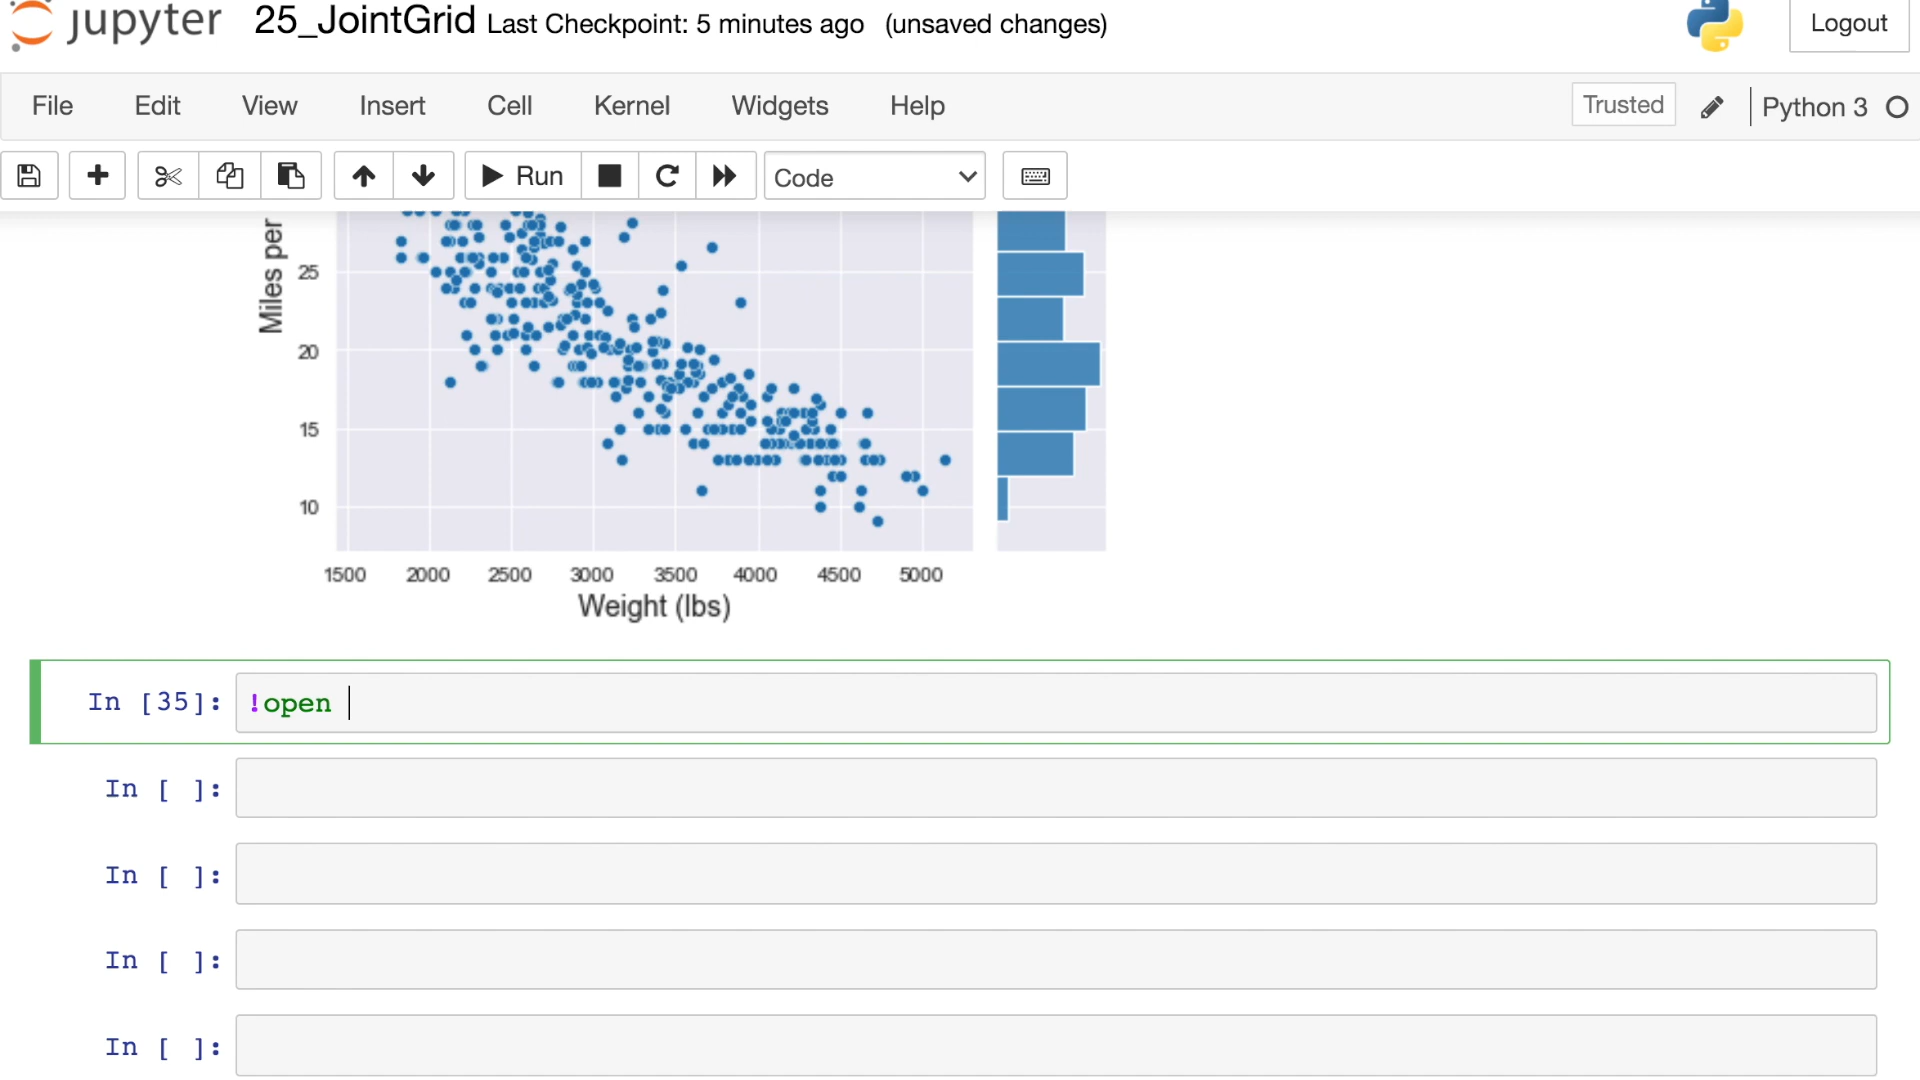 jupyter 25_JointGrid Last Checkpoint: 5 minutes ago (unsaved changes) Logout
File Edit View Insert Cell Kernel Widgets Help Trusted Python 3
Run Code
Miles per
25
20
15
10
1500 2000 2500 3000 3500 4000 4500 5000
Weight (lbs)
In [35]: !open
In [ ]:
In [ ]:
In [ ]:
In [ ]: